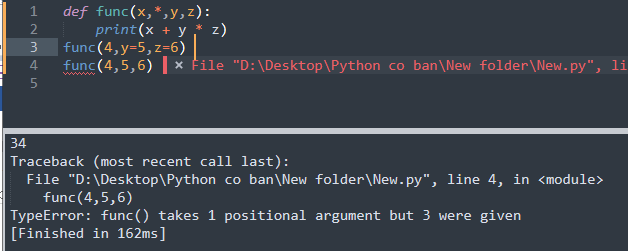 1 def func(x,*,y,z):
2 print(x + y * z)
3 func(4,y=5,z=6)
4 func(4,5,6) × File "D:\Desktop\Python co ban\New folder\New.py", li
5
34
Traceback (most recent call last):
File "D:\Desktop\Python co ban\New folder\New.py", line 4, in <module>
func(4,5,6)
TypeError: func() takes 1 positional argument but 3 were given
[Finished in 162ms]